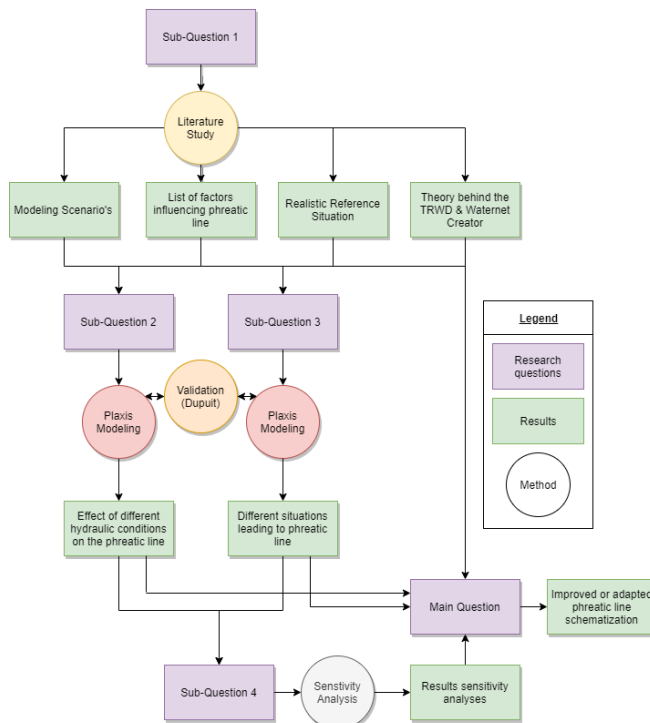 Sub-Question 1
Literature
Study
Modeling Scenario's
List of factors
influencing phreatic
line
Realistic Reference
Situation
Theory behind the
TRWD & Waternet
Creator
Sub-Question 2
Sub-Question 3
Legend
Research
questions
Results
Method
Plaxis
Modeling
Validation
(Dupuit)
Plaxis
Modeling
Effect of different
hydraulic conditions
on the phreatic line
Different situations
leading to phreatic
line
Main Question
Improved or adapted
phreatic line
schematization
Sub-Question 4
Senstivity
Analysis
Results sensitivity
analyses